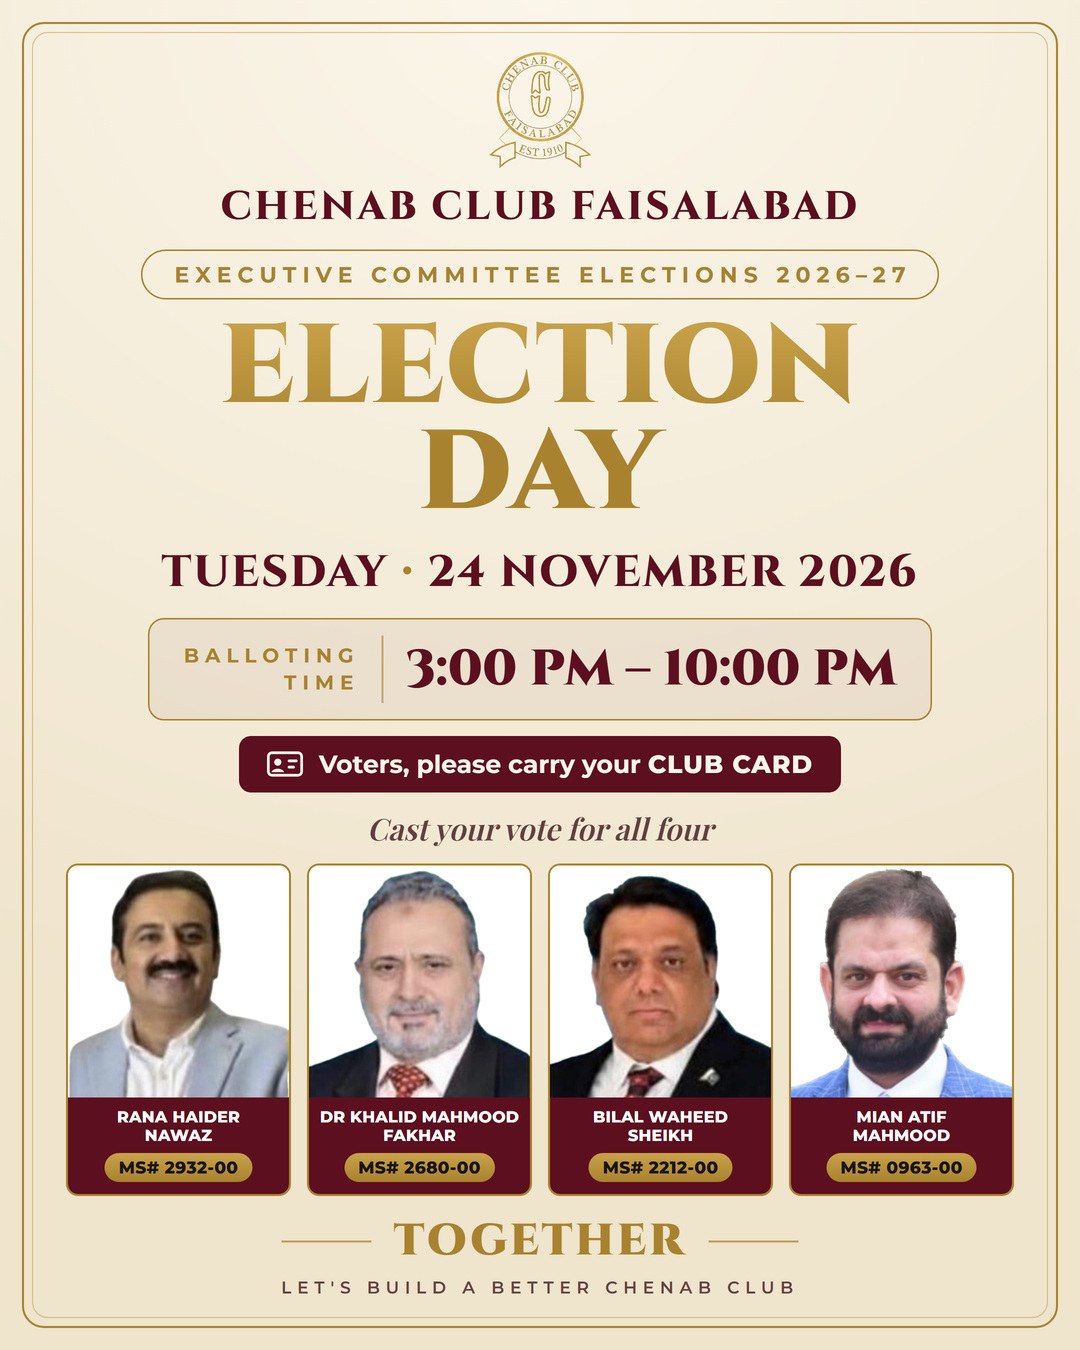 CHENAB CLUB
FAISALABAD
EST 1910
CHENAB CLUB FAISALABAD
EXECUTIVE COMMITTEE ELECTIONS 2026–27
ELECTION
DAY
TUESDAY · 24 NOVEMBER 2026
BALLOTING
TIME
3:00 PM – 10:00 PM
Voters, please carry your CLUB CARD
Cast your vote for all four
RANA HAIDER
NAWAZ
MS# 2932-00
DR KHALID MAHMOOD
FAKHAR
MS# 2680-00
BILAL WAHEED
SHEIKH
MS# 2212-00
MIAN ATIF
MAHMOOD
MS# 0963-00
TOGETHER
LET'S BUILD A BETTER CHENAB CLUB